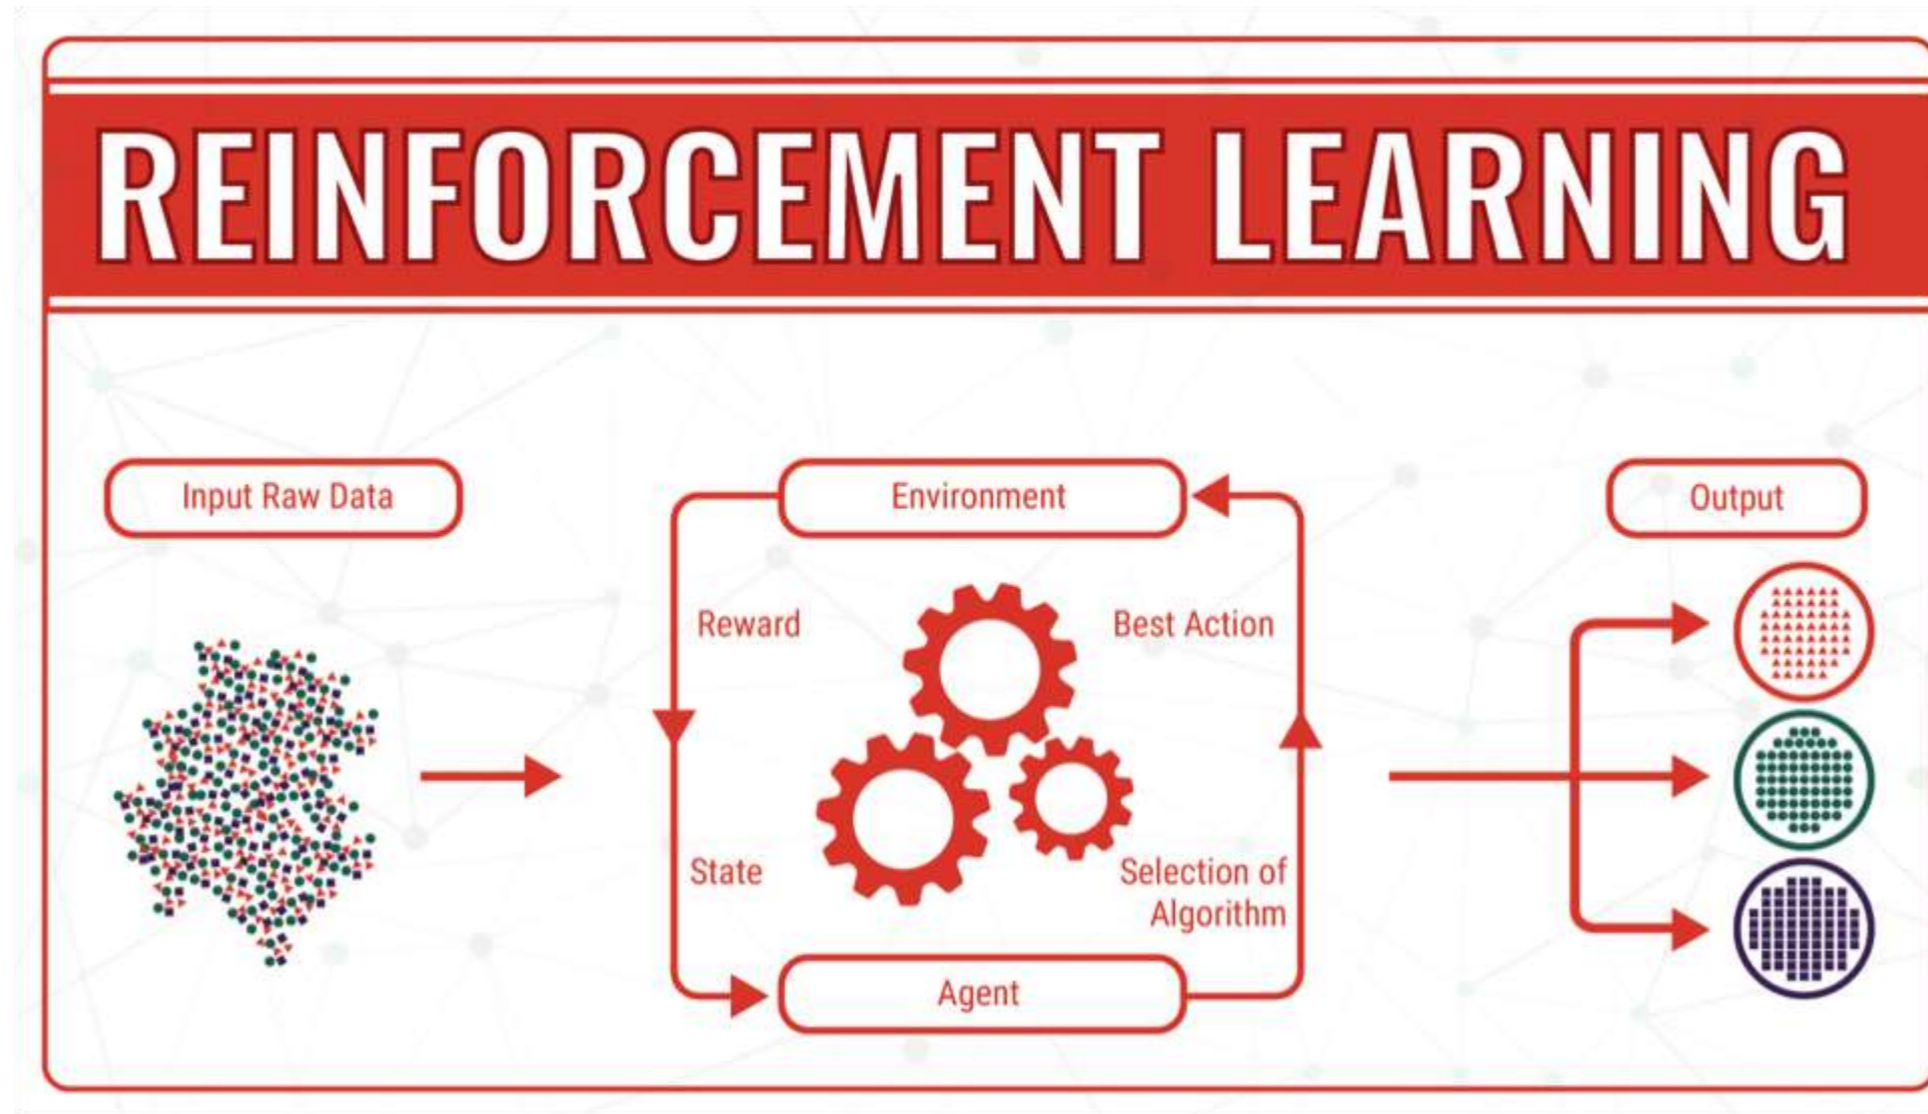 REINFORCEMENT LEARNING
Input Raw Data
Environment
Output
Reward
Best Action
State
Selection of
Algorithm
Agent